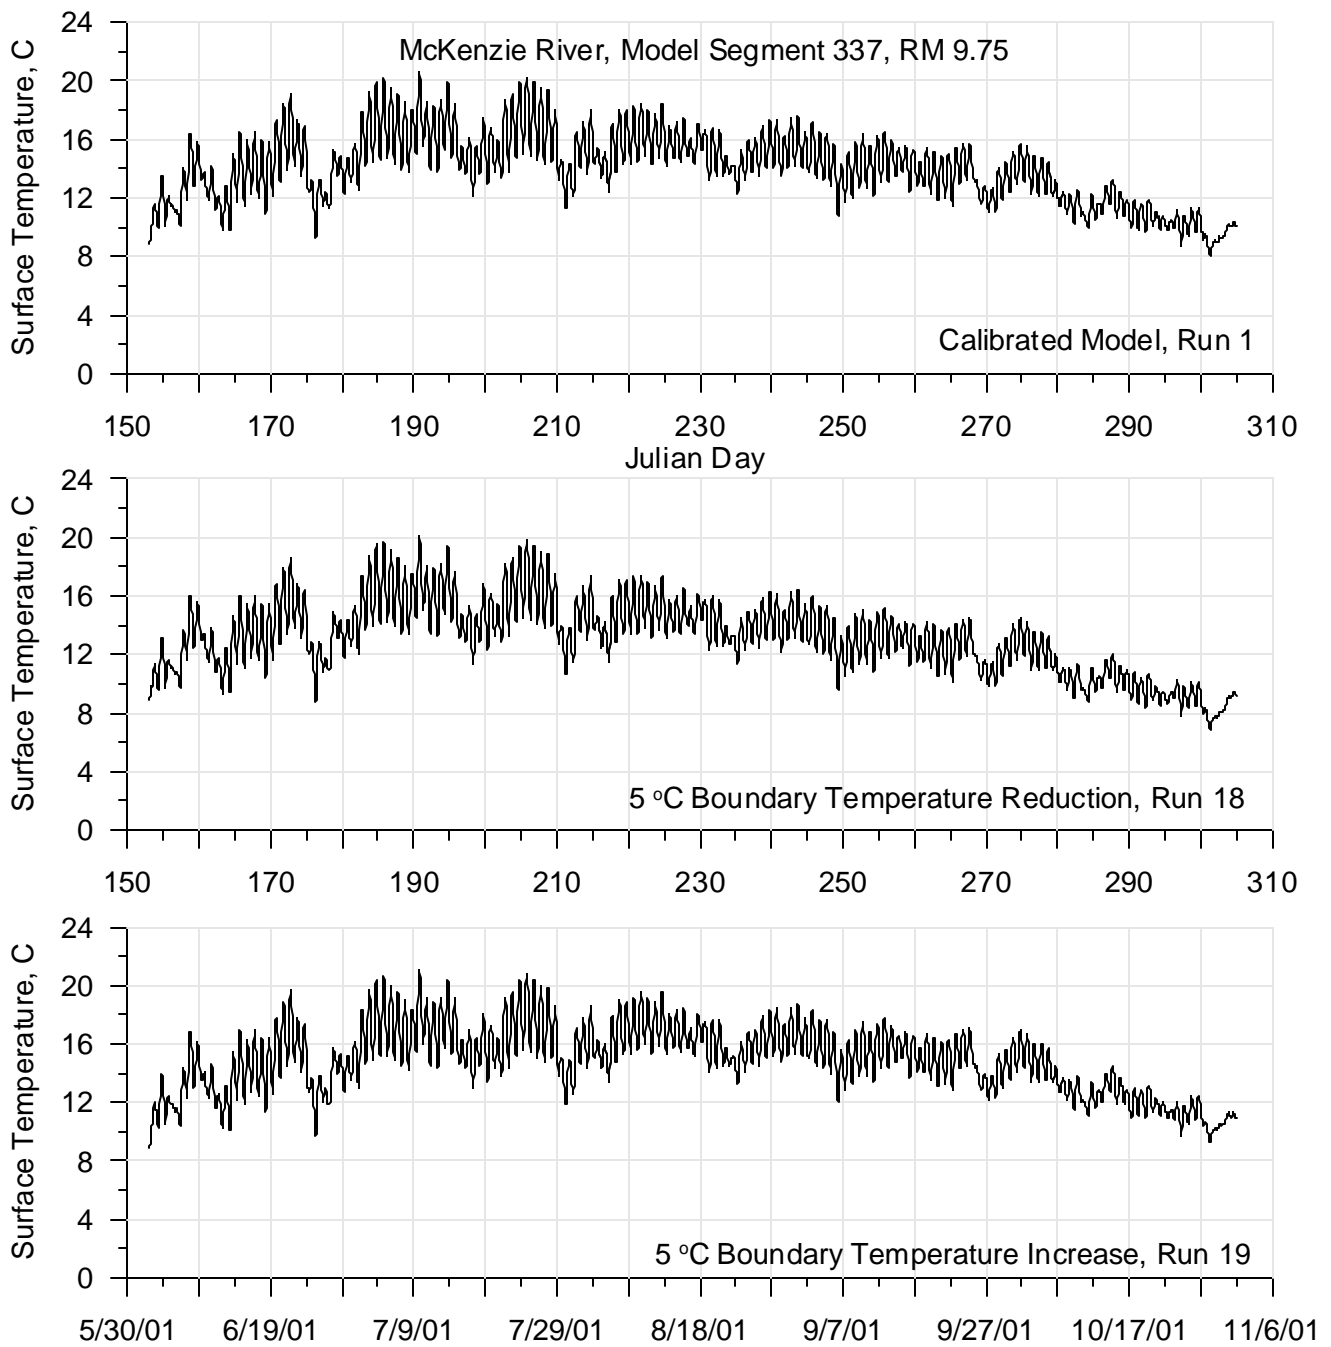 24
McKenzie River, Model Segment 337, RM 9.75
20
16
12
8
4
0
Surface Temperature, C
Calibrated Model, Run 1
150 170 190 210 230 250 270 290 310
Julian Day
24
20
16
12
8
4
0
Surface Temperature, C
5 ºC Boundary Temperature Reduction, Run 18
150 170 190 210 230 250 270 290 310
24
20
16
12
8
4
0
Surface Temperature, C
5 ºC Boundary Temperature Increase, Run 19
5/30/01 6/19/01 7/9/01 7/29/01 8/18/01 9/7/01 9/27/01 10/17/01 11/6/01